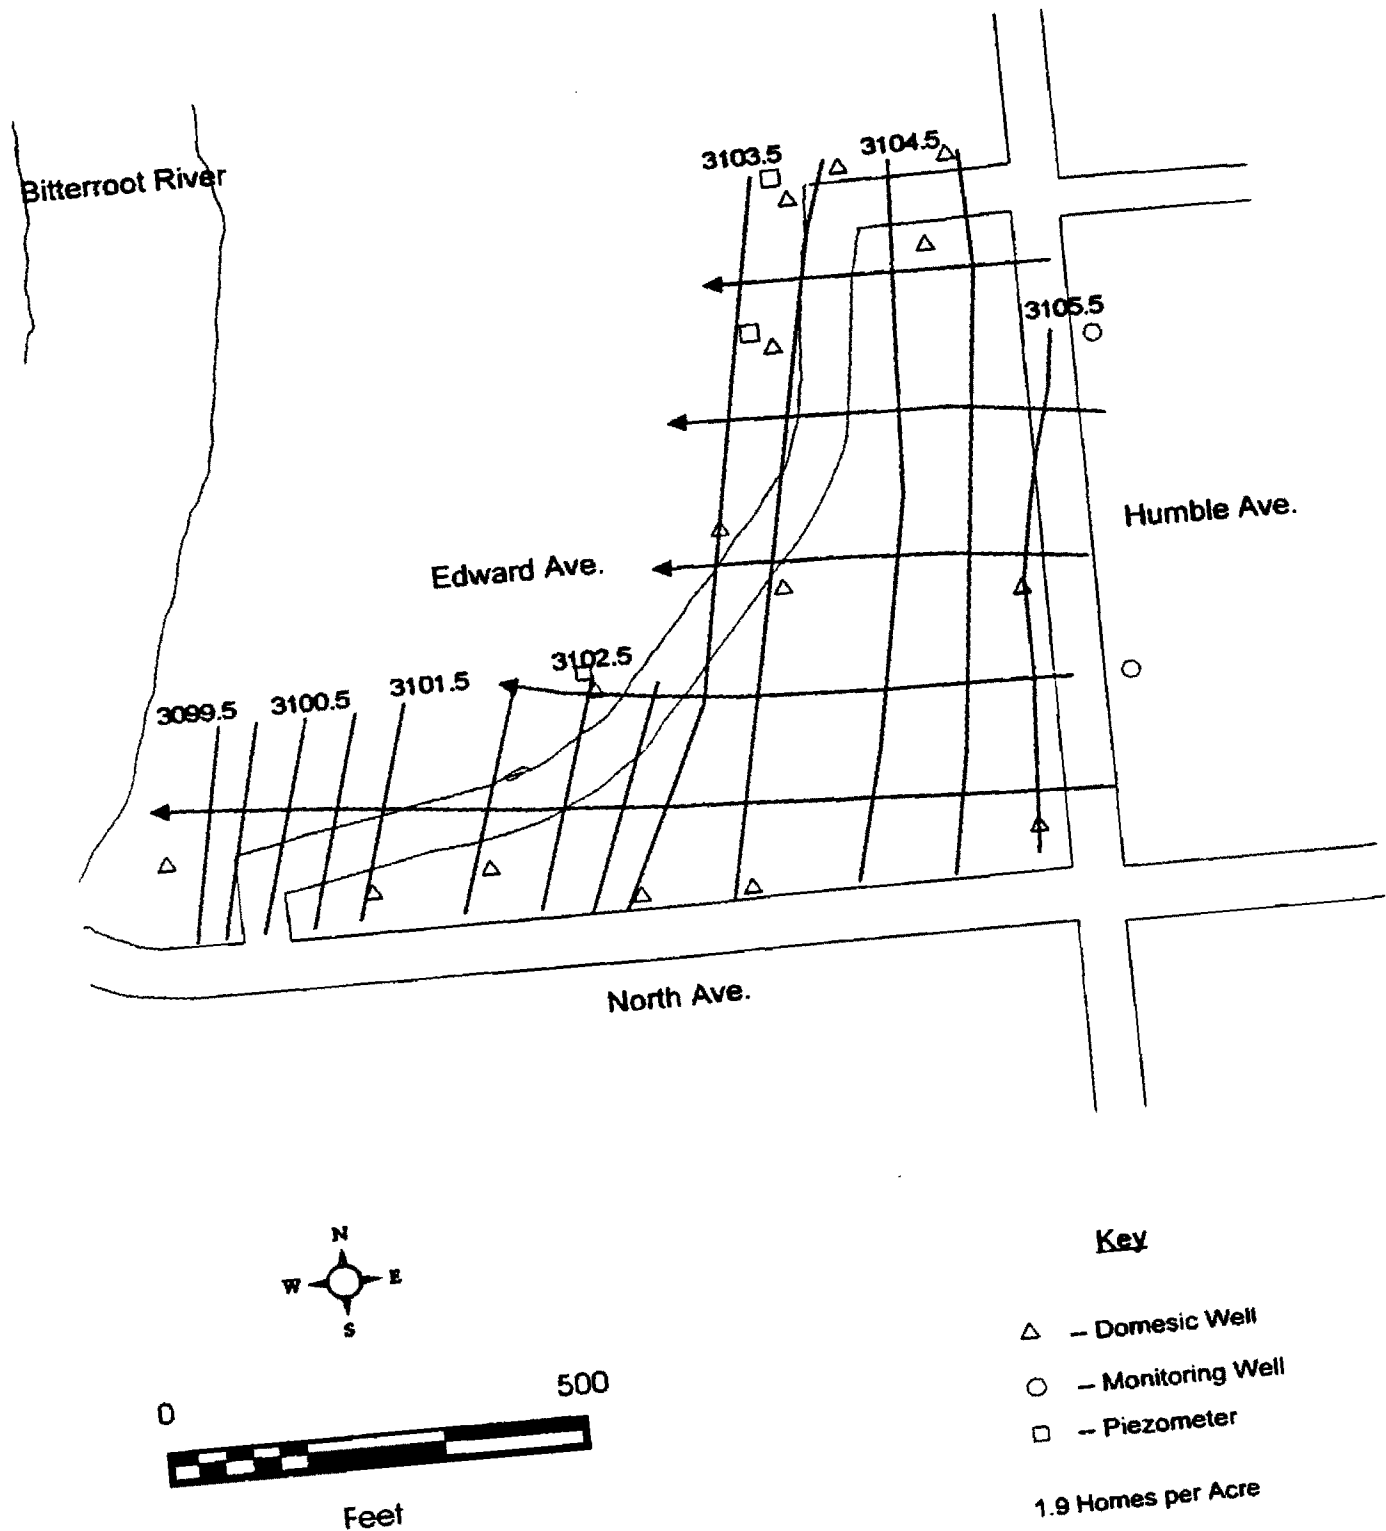 3103.5
3104.5
Bitterroot River
3105.5
Humble Ave.
Edward Ave.
3102.5
3101.5
3100.5
3099.5
North Ave.
N
W
E
S
0
500
Feet
Key
– Domesic Well
– Monitoring Well
– Piezometer
1.9 Homes per Acre